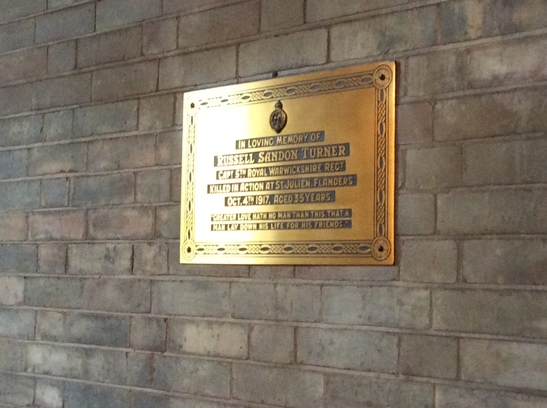 IN LOVING MEMORY OF
RUSSELL SANDON TURNER
CAPT 5TH ROYAL WARWICKSHIRE REGT
KILLED IN ACTION AT ST JULIEN FLANDERS
OCT. 4TH 1917. AGED 35 YEARS.
"GREATER LOVE HATH NO MAN THAN THIS THAT A
MAN LAY DOWN HIS LIFE FOR HIS FRIENDS."